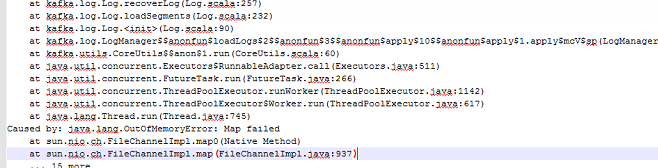 at kafka.log.Log.recoverLog(Log.scala:257)
at kafka.log.Log.loadSegments(Log.scala:232)
at kafka.log.Log.<init>(Log.scala:90)
at kafka.log.LogManager$$anonfun$loadLogs$2$$anonfun$3$$anonfun$apply$10$$anonfun$apply$1.apply$mcV$sp(LogManager
at kafka.utils.CoreUtils$$anon$1.run(CoreUtils.scala:60)
at java.util.concurrent.Executors$RunnableAdapter.call(Executors.java:511)
at java.util.concurrent.FutureTask.run(FutureTask.java:266)
at java.util.concurrent.ThreadPoolExecutor.runWorker(ThreadPoolExecutor.java:1142)
at java.util.concurrent.ThreadPoolExecutor$Worker.run(ThreadPoolExecutor.java:617)
at java.lang.Thread.run(Thread.java:745)
Caused by: java.lang.OutOfMemoryError: Map failed
at sun.nio.ch.FileChannelImpl.map0(Native Method)
at sun.nio.ch.FileChannelImpl.map(FileChannelImpl.java:937)
... 15 more